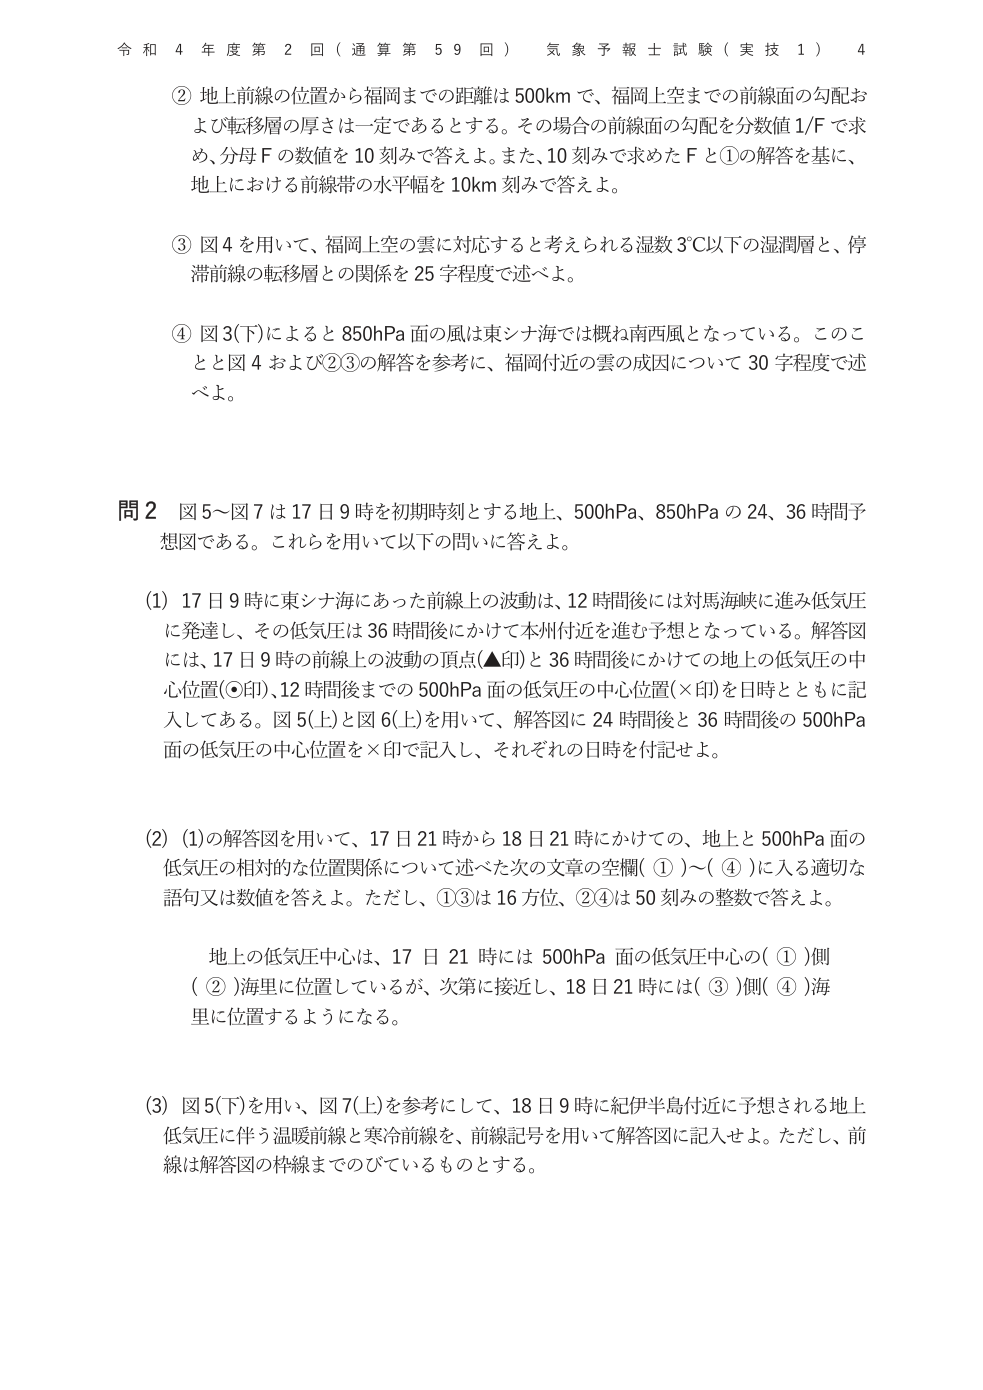 令和4年度第2回(通算第59回) 気象予報士試験(実技1) 4
② 地上前線の位置から福岡までの距離は 500km で、福岡上空までの前線面の勾配お
よび転移層の厚さは一定であるとする。その場合の前線面の勾配を分数値 1/F で求
め、分母 F の数値を 10 刻みで答えよ。また、10 刻みで求めた F と①の解答を基に、
地上における前線帯の水平幅を 10km 刻みで答えよ。
③ 図 4 を用いて、福岡上空の雲に対応すると考えられる湿数 3℃以下の湿潤層と、停
滞前線の転移層との関係を 25 字程度で述べよ。
④ 図 3(下)によると 850hPa 面の風は東シナ海では概ね南西風となっている。このこ
とと図 4 および②③の解答を参考に、福岡付近の雲の成因について 30 字程度で述
べよ。
問2 図 5〜図 7 は 17 日 9 時を初期時刻とする地上、500hPa、850hPa の 24、36 時間予
想図である。これらを用いて以下の問いに答えよ。
(1) 17 日 9 時に東シナ海にあった前線上の波動は、12 時間後には対馬海峡に進み低気圧
に発達し、その低気圧は 36 時間後にかけて本州付近を進む予想となっている。解答図
には、17 日 9 時の前線上の波動の頂点(▲印)と 36 時間後にかけての地上の低気圧の中
心位置(⦿印)、12 時間後までの 500hPa 面の低気圧の中心位置(×印)を日時とともに記
入してある。図 5(上)と図 6(上)を用いて、解答図に 24 時間後と 36 時間後の 500hPa
面の低気圧の中心位置を×印で記入し、それぞれの日時を付記せよ。
(2) (1)の解答図を用いて、17 日 21 時から 18 日 21 時にかけての、地上と 500hPa 面の
低気圧の相対的な位置関係について述べた次の文章の空欄( ① )〜( ④ )に入る適切な
語句又は数値を答えよ。ただし、①③は 16 方位、②④は 50 刻みの整数で答えよ。
地上の低気圧中心は、17 日 21 時には 500hPa 面の低気圧中心の( ① )側
( ② )海里に位置しているが、次第に接近し、18 日 21 時には( ③ )側( ④ )海
里に位置するようになる。
(3) 図 5(下)を用い、図 7(上)を参考にして、18 日 9 時に紀伊半島付近に予想される地上
低気圧に伴う温暖前線と寒冷前線を、前線記号を用いて解答図に記入せよ。ただし、前
線は解答図の枠線までのびているものとする。